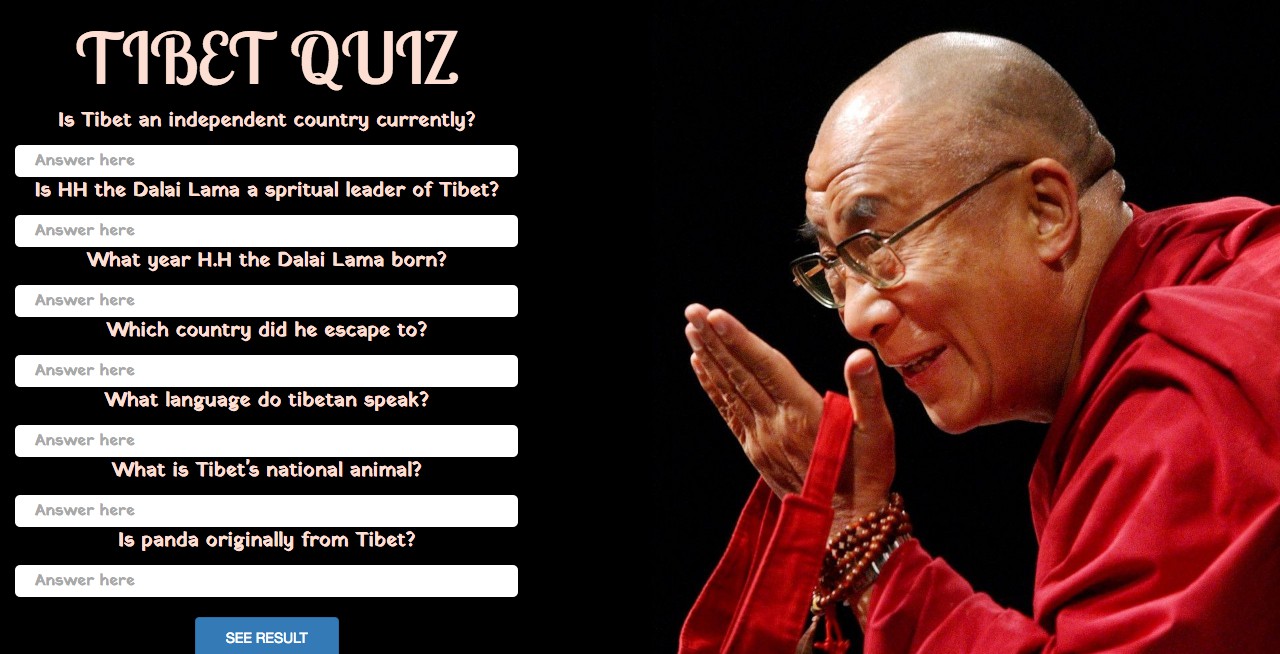 TIBET QUIZ
Is Tibet an independent country currently?
Answer here
Is HH the Dalai Lama a spritual leader of Tibet?
Answer here
What year H.H the Dalai Lama born?
Answer here
Which country did he escape to?
Answer here
What language do tibetan speak?
Answer here
What is Tibet's national animal?
Answer here
Is panda originally from Tibet?
Answer here
SEE RESULT